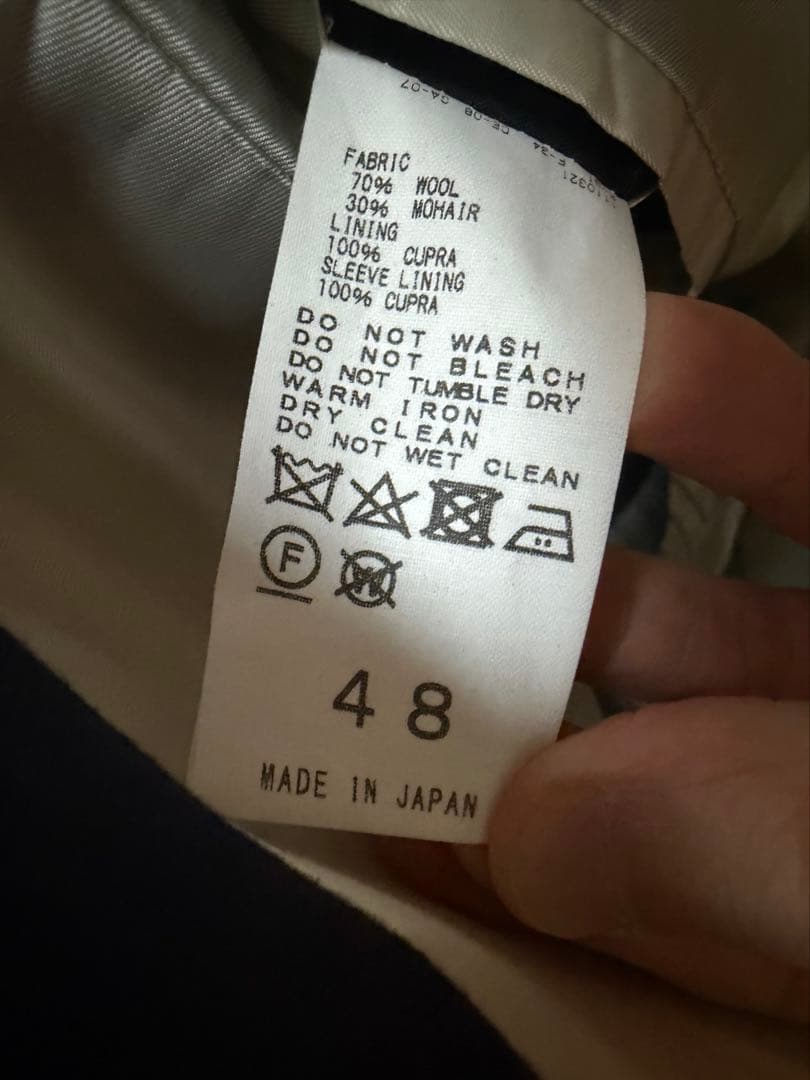 FABRIC
70% WOOL
30% MOHAIR
LINING
100% CUPRA
SLEEVE LINING
100% CUPRA
DO NOT WASH
DO NOT BLEACH
DO NOT TUMBLE DRY
WARM IRON
DRY CLEAN
DO NOT WET CLEAN
F
W
48
MADE IN JAPAN